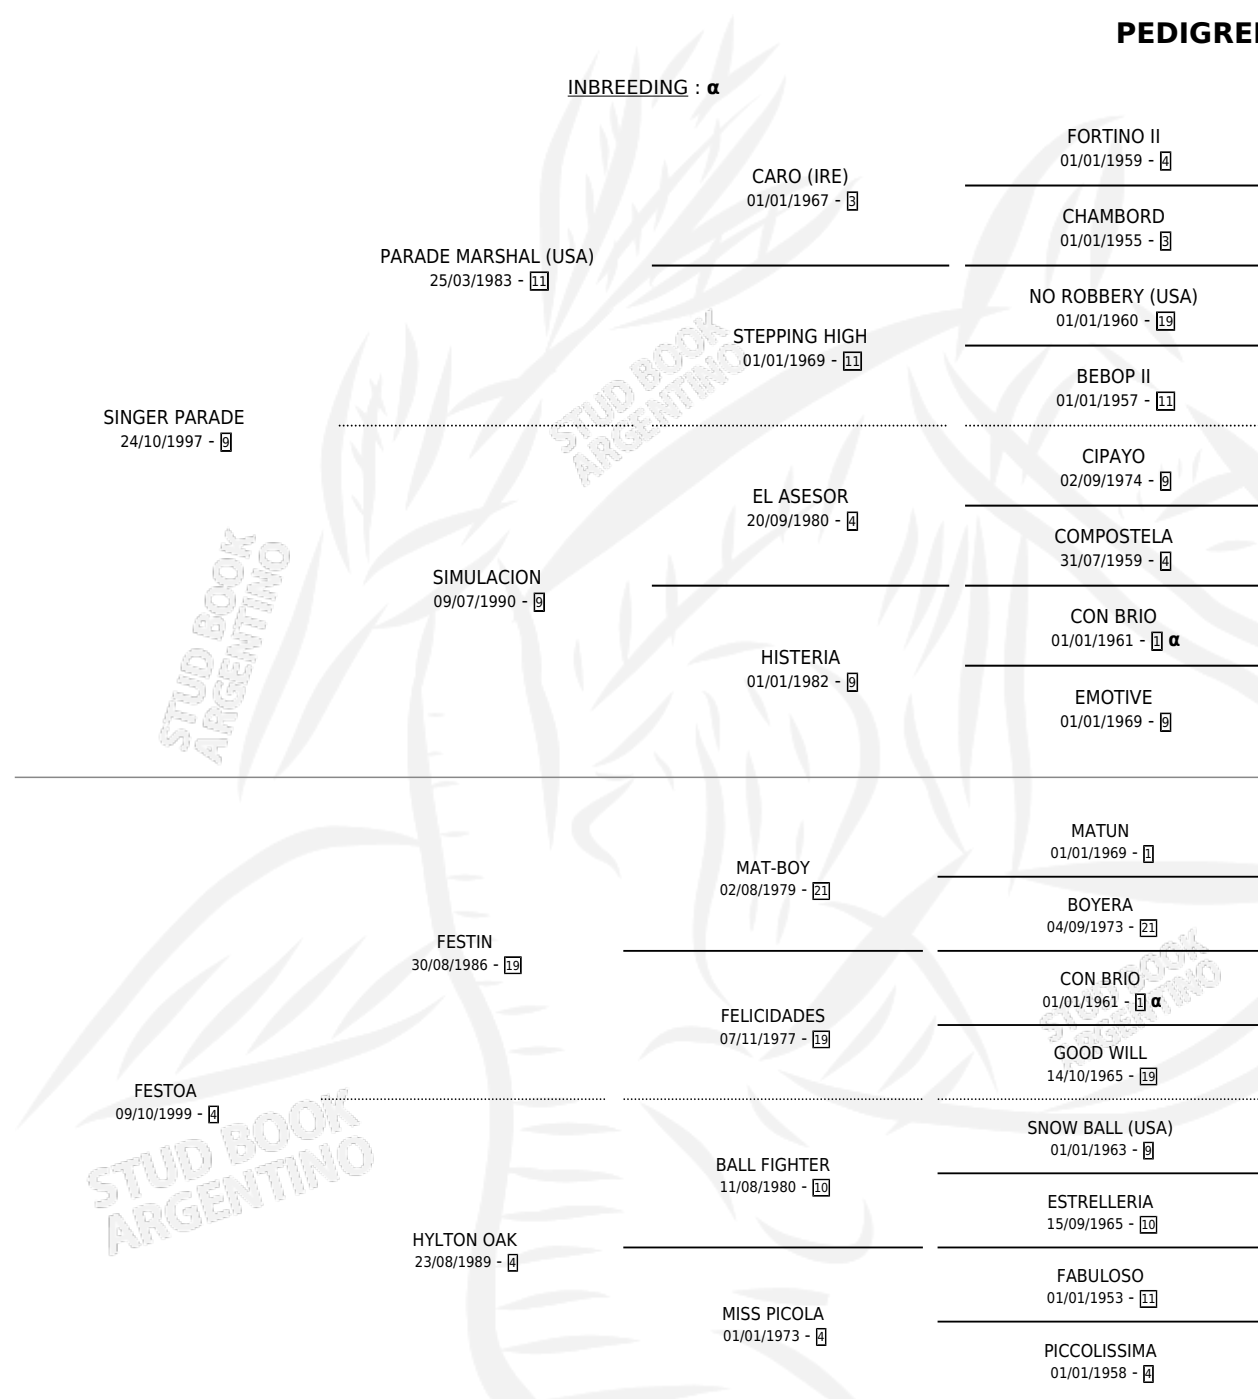 PEDIGREE
INBREEDING : α
FORTINO II
01/01/1959 - 4
CARO (IRE)
01/01/1967 - 3
CHAMBORD
01/01/1955 - 3
PARADE MARSHAL (USA)
25/03/1983 - 11
NO ROBBERY (USA)
01/01/1960 - 19
STEPPING HIGH
01/01/1969 - 11
BEBOP II
01/01/1957 - 11
SINGER PARADE
24/10/1997 - 9
CIPAYO
02/09/1974 - 9
EL ASESOR
20/09/1980 - 4
COMPOSTELA
31/07/1959 - 4
SIMULACION
09/07/1990 - 9
CON BRIO
01/01/1961 - 1 α
HISTERIA
01/01/1982 - 9
EMOTIVE
01/01/1969 - 9
MATUN
01/01/1969 - 1
MAT-BOY
02/08/1979 - 21
BOYERA
04/09/1973 - 21
FESTIN
30/08/1986 - 19
CON BRIO
01/01/1961 - 1 α
FELICIDADES
07/11/1977 - 19
GOOD WILL
14/10/1965 - 19
FESTOA
09/10/1999 - 4
SNOW BALL (USA)
01/01/1963 - 9
BALL FIGHTER
11/08/1980 - 10
ESTRELLERIA
15/09/1965 - 10
HYLTON OAK
23/08/1989 - 4
FABULOSO
01/01/1953 - 11
MISS PICOLA
01/01/1973 - 4
PICCOLISSIMA
01/01/1958 - 4
STUD BOOK
ARGENTINO
STUD BOOK
ARGENTINO
STUD BOOK
ARGENTINO
STUD BOOK
ARGENTINO